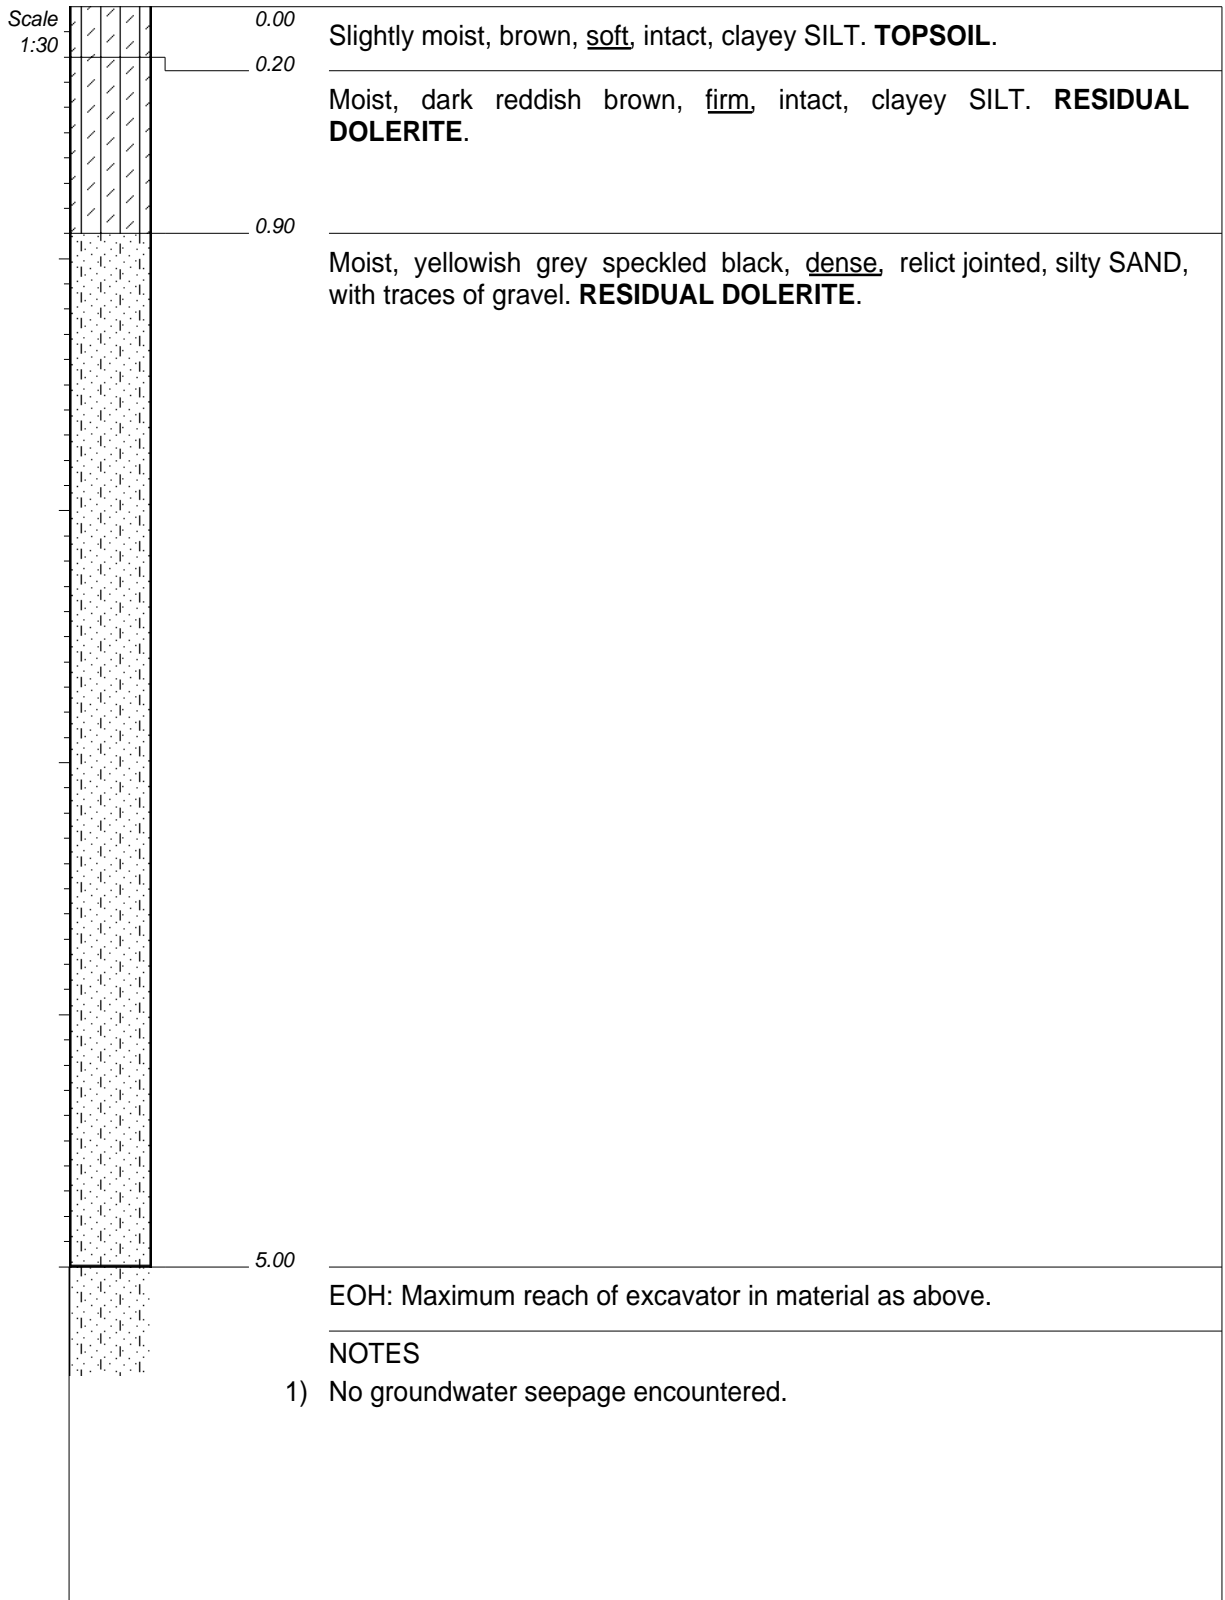 Scale
1:30
0.00
Slightly moist, brown, soft, intact, clayey SILT. TOPSOIL.
0.20
Moist, dark reddish brown, firm, intact, clayey SILT. RESIDUAL
DOLERITE.
0.90
Moist, yellowish grey speckled black, dense, relict jointed, silty SAND,
with traces of gravel. RESIDUAL DOLERITE.
5.00
EOH: Maximum reach of excavator in material as above.
NOTES
1) No groundwater seepage encountered.